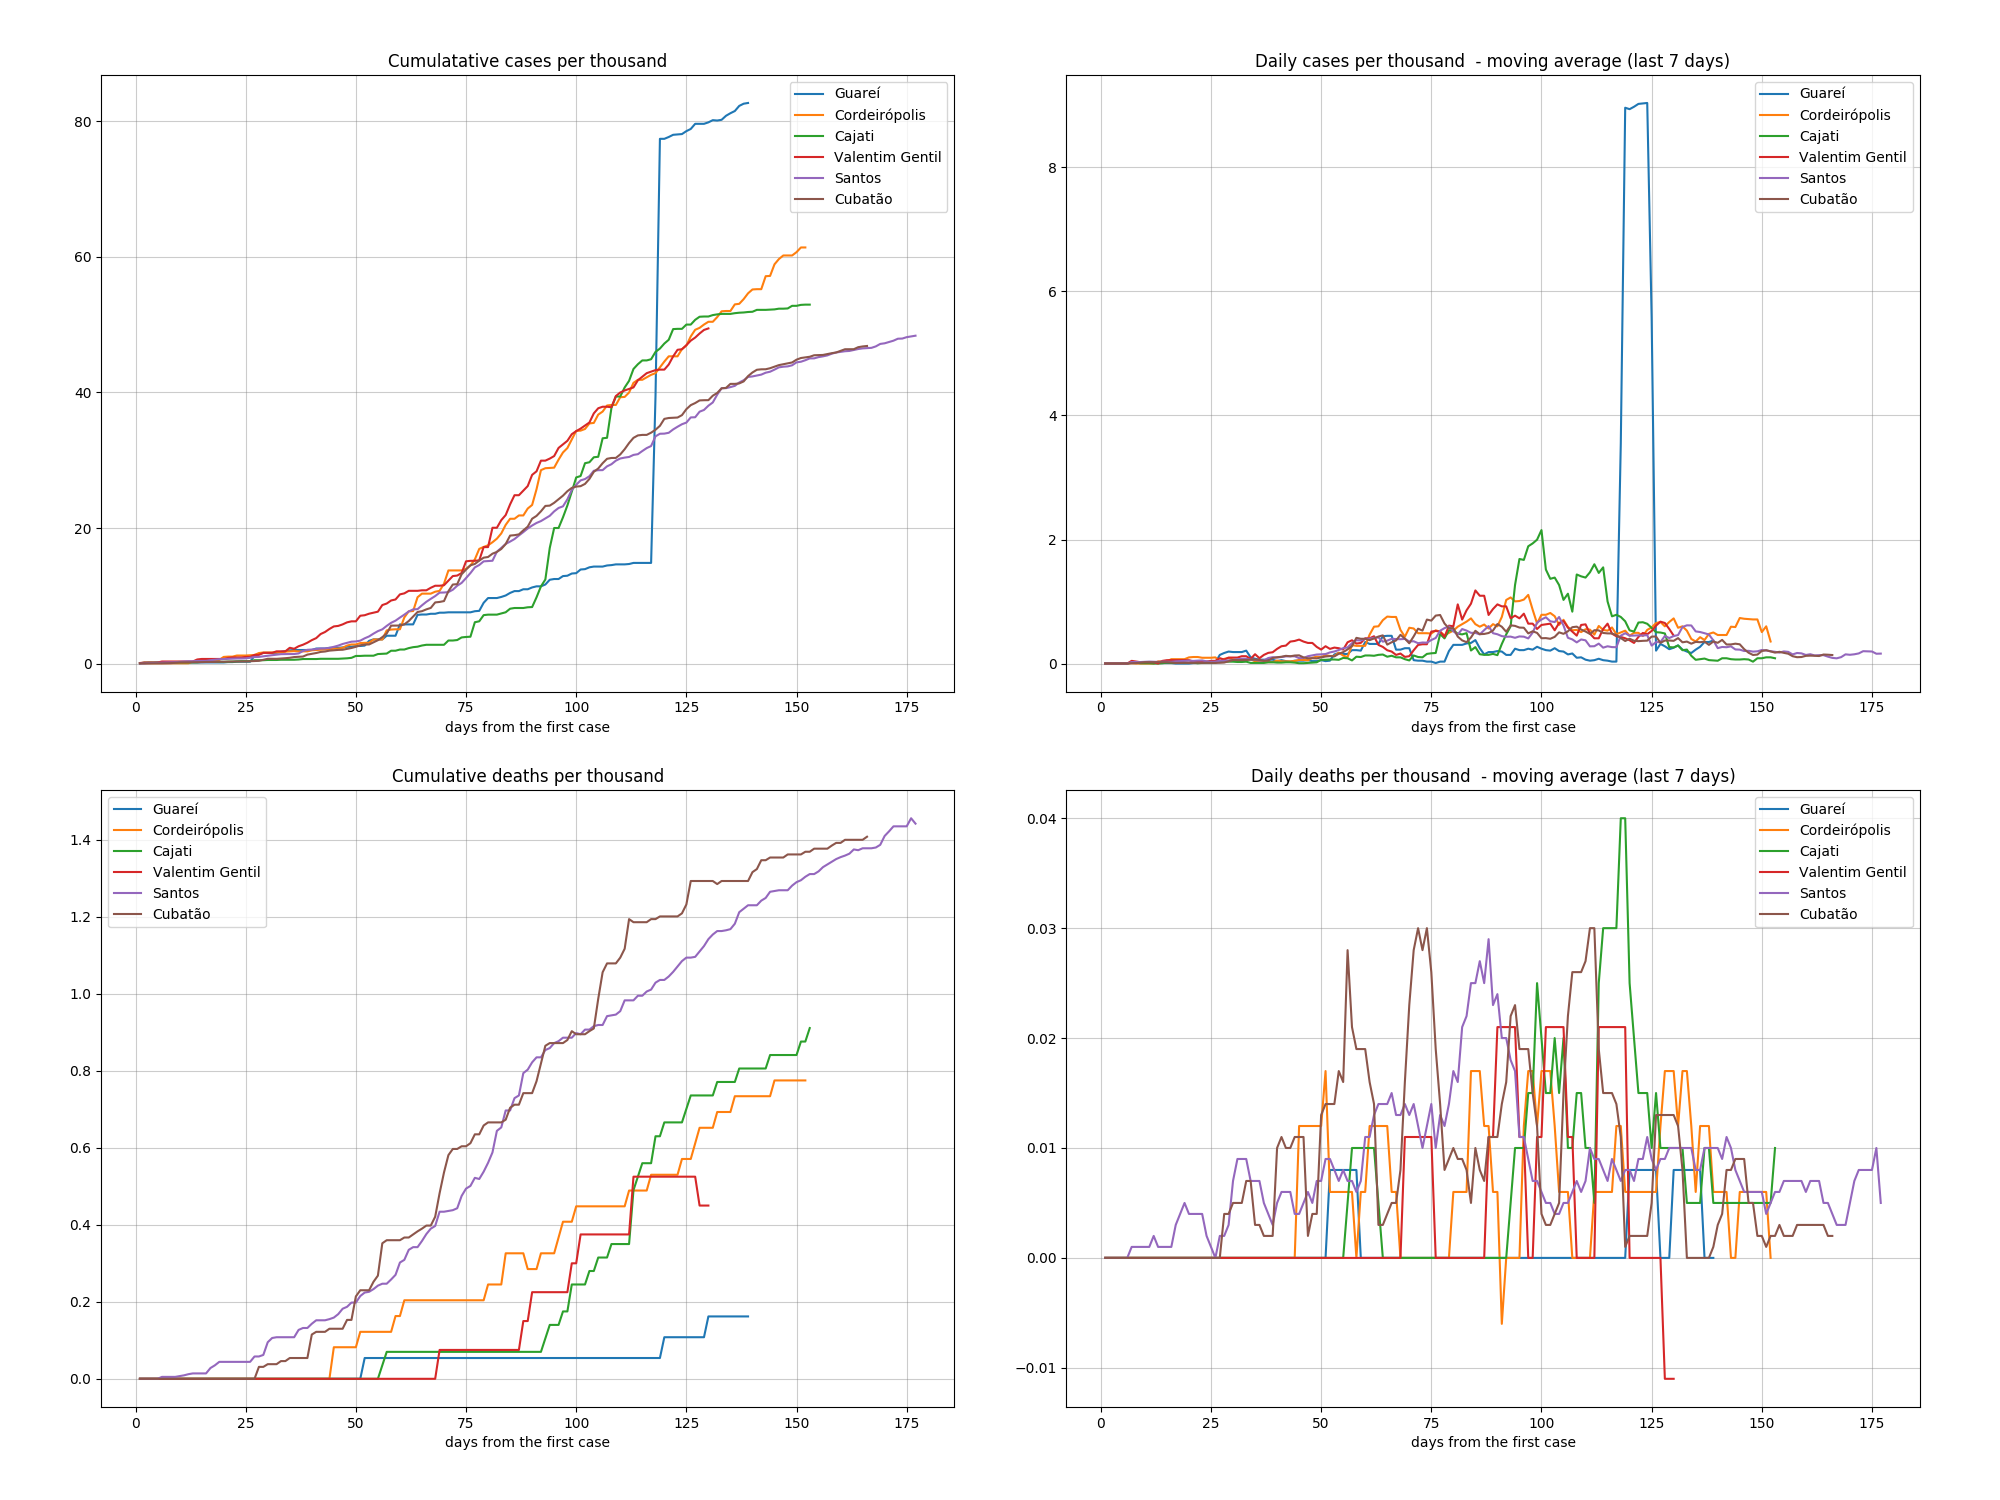 Cumulatative cases per thousand
80
60
40
20
0
Guareí
Cordeirópolis
Cajati
Valentim Gentil
Santos
Cubatão
0 25 50 75 100 125 150 175
days from the first case
Daily cases per thousand - moving average (last 7 days)
8
6
4
2
0
Guareí
Cordeirópolis
Cajati
Valentim Gentil
Santos
Cubatão
0 25 50 75 100 125 150 175
days from the first case
Cumulative deaths per thousand
1.4
1.2
1.0
0.8
0.6
0.4
0.2
0.0
Guareí
Cordeirópolis
Cajati
Valentim Gentil
Santos
Cubatão
0 25 50 75 100 125 150 175
days from the first case
Daily deaths per thousand - moving average (last 7 days)
0.04
0.03
0.02
0.01
0.00
−0.01
Guareí
Cordeirópolis
Cajati
Valentim Gentil
Santos
Cubatão
0 25 50 75 100 125 150 175
days from the first case